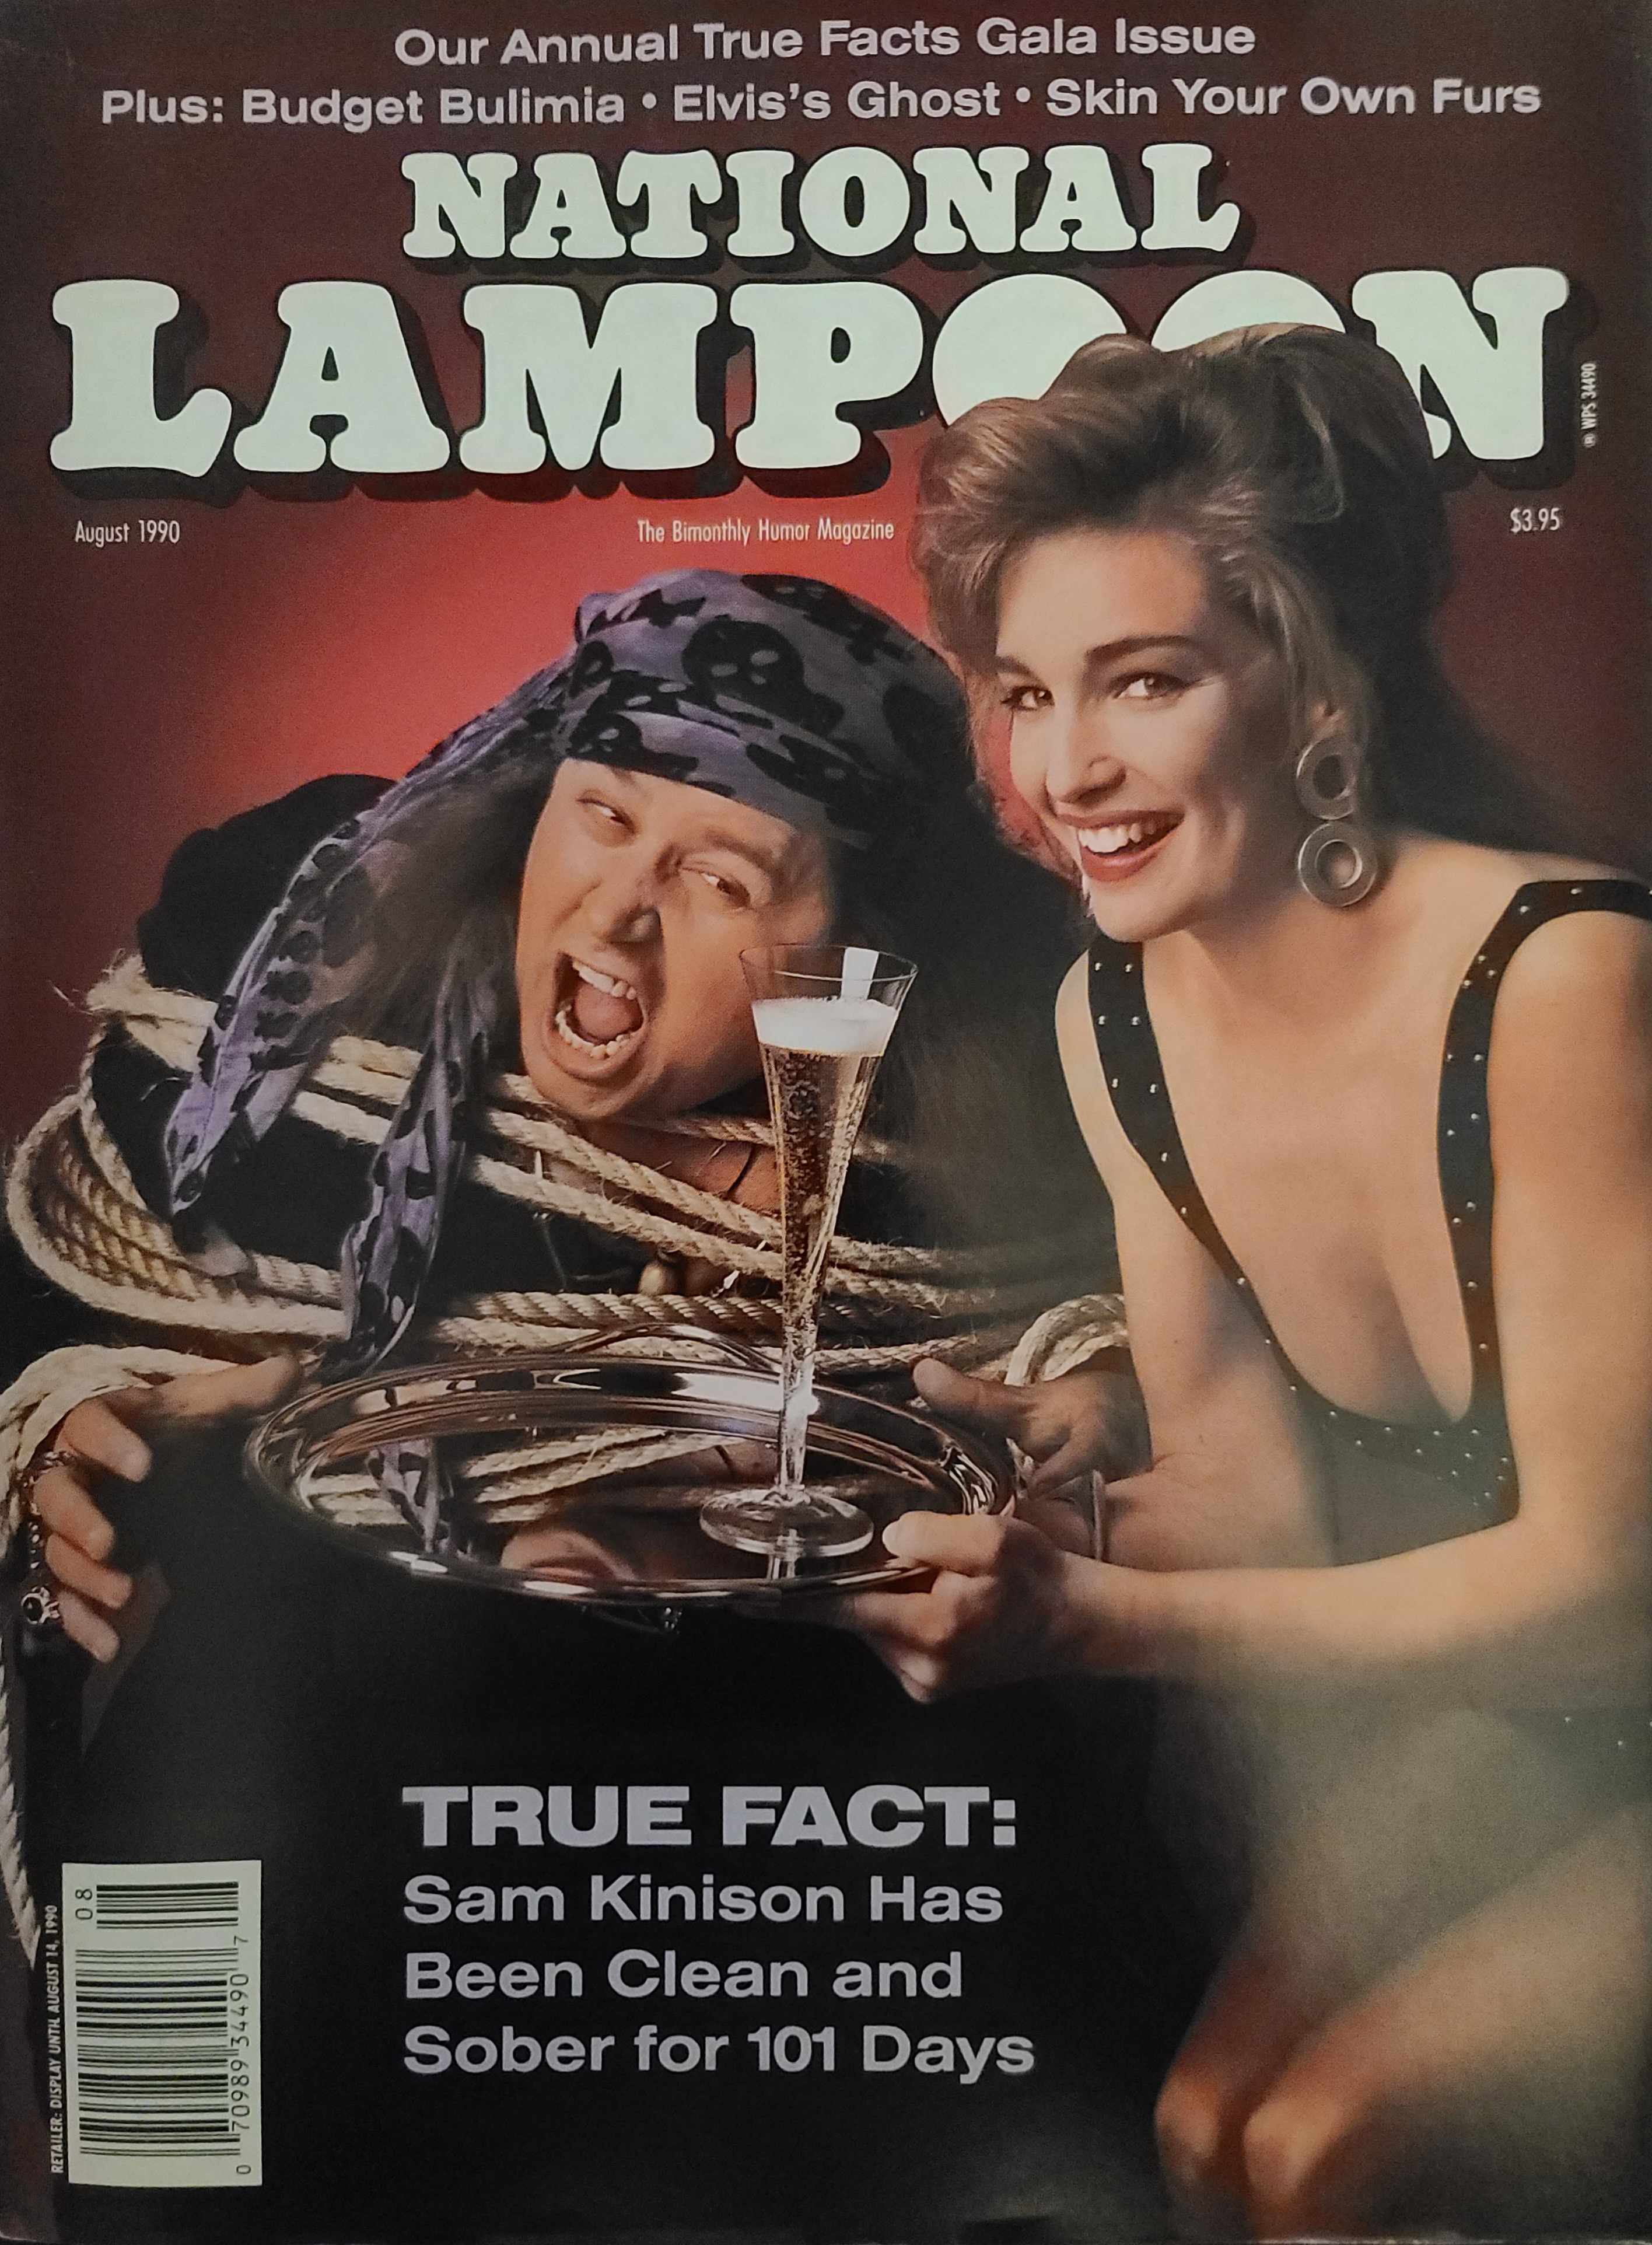 Our Annual True Facts Gala Issue
Plus: Budget Bulimia • Elvis's Ghost • Skin Your Own Furs
NATIONAL
LAMPOON
® WPS 34490
August 1990
The Bimonthly Humor Magazine
$3.95
TRUE FACT:
Sam Kinison Has
Been Clean and
Sober for 101 Days
RETAILER: DISPLAY UNTIL AUGUST 14, 1990
08
0 70989 34490 7